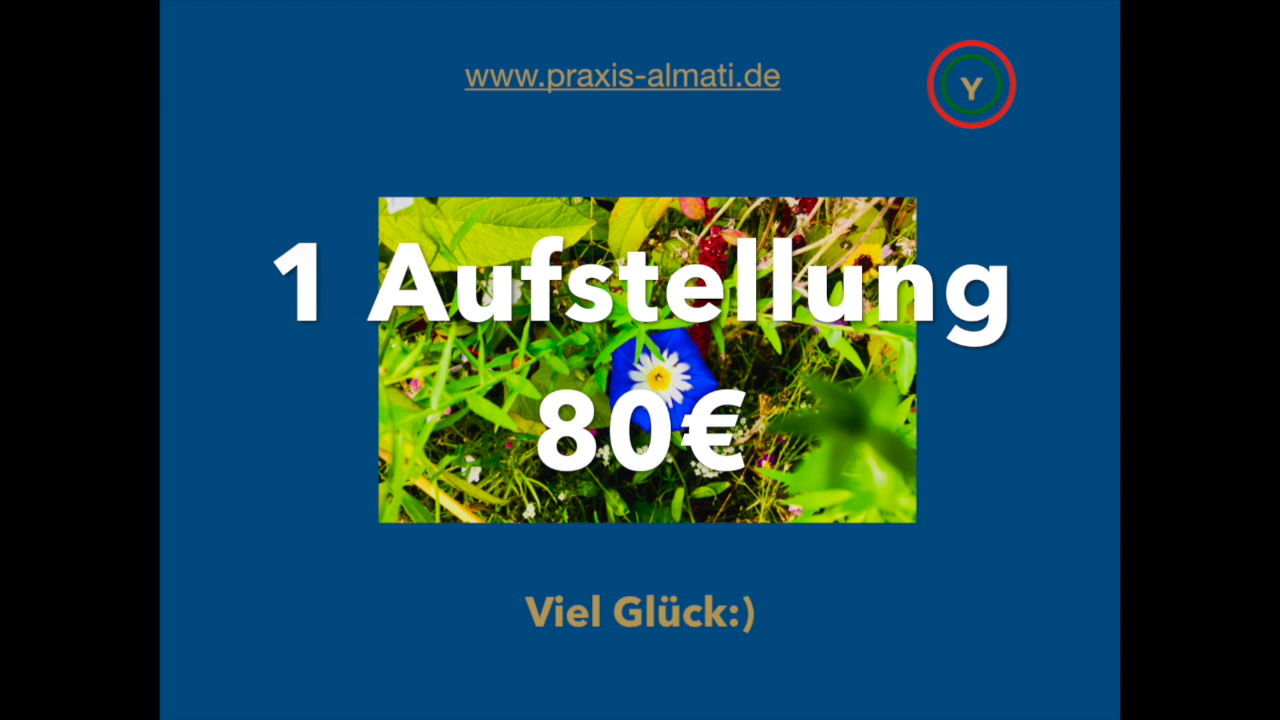 www.praxis-almati.de
Y
1 Aufstellung
80€
Viel Glück:)